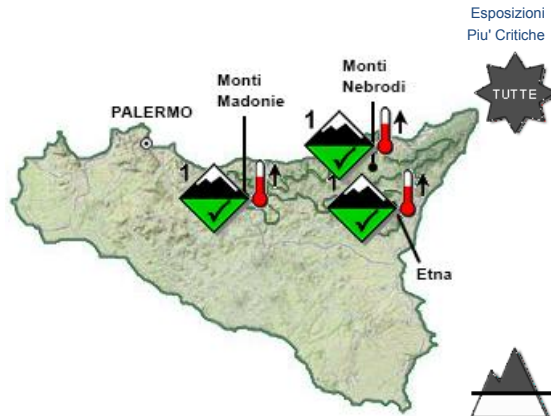 Esposizioni
Piu' Critiche
TUTTE
Monti
Nebrodi
Monti
Madonie
PALERMO
1
1
1
Etna